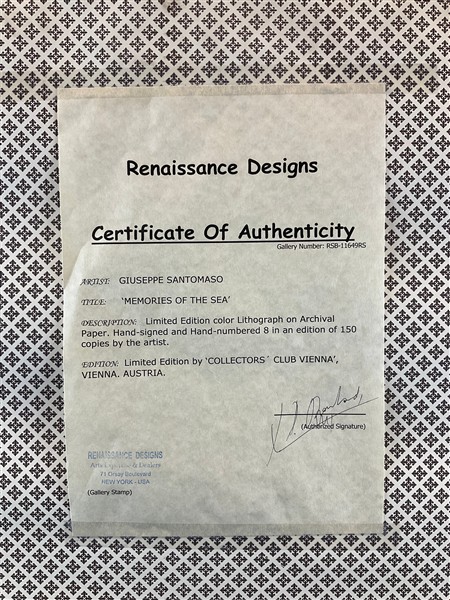 Renaissance Designs
Certificate Of Authenticity
Gallery Number: RSB-11649RS
ARTIST: GIUSEPPE SANTOMASO
TITLE: ‘MEMORIES OF THE SEA’
DESCRIPTION: Limited Edition color Lithograph on Archival
Paper. Hand-signed and Hand-numbered 8 in an edition of 150
copies by the artist.
EDITION: Limited Edition by ‘COLLECTORS´ CLUB VIENNA’,
VIENNA. AUSTRIA.
(Authorized Signature)
RENAISSANCE DESIGNS
& Dealers
71 Boulevard
NEW YORK - USA
(Gallery Stamp)